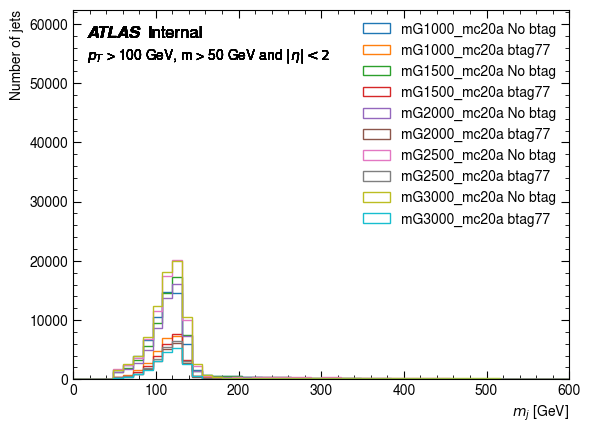 Number of jets
60000
50000
40000
30000
20000
10000
0
ATLAS Internal
p_T > 100 GeV, m > 50 GeV and |η| < 2
mG1000_mc20a No btag
mG1000_mc20a btag77
mG1500_mc20a No btag
mG1500_mc20a btag77
mG2000_mc20a No btag
mG2000_mc20a btag77
mG2500_mc20a No btag
mG2500_mc20a btag77
mG3000_mc20a No btag
mG3000_mc20a btag77
0 100 200 300 400 500 600
m_j [GeV]